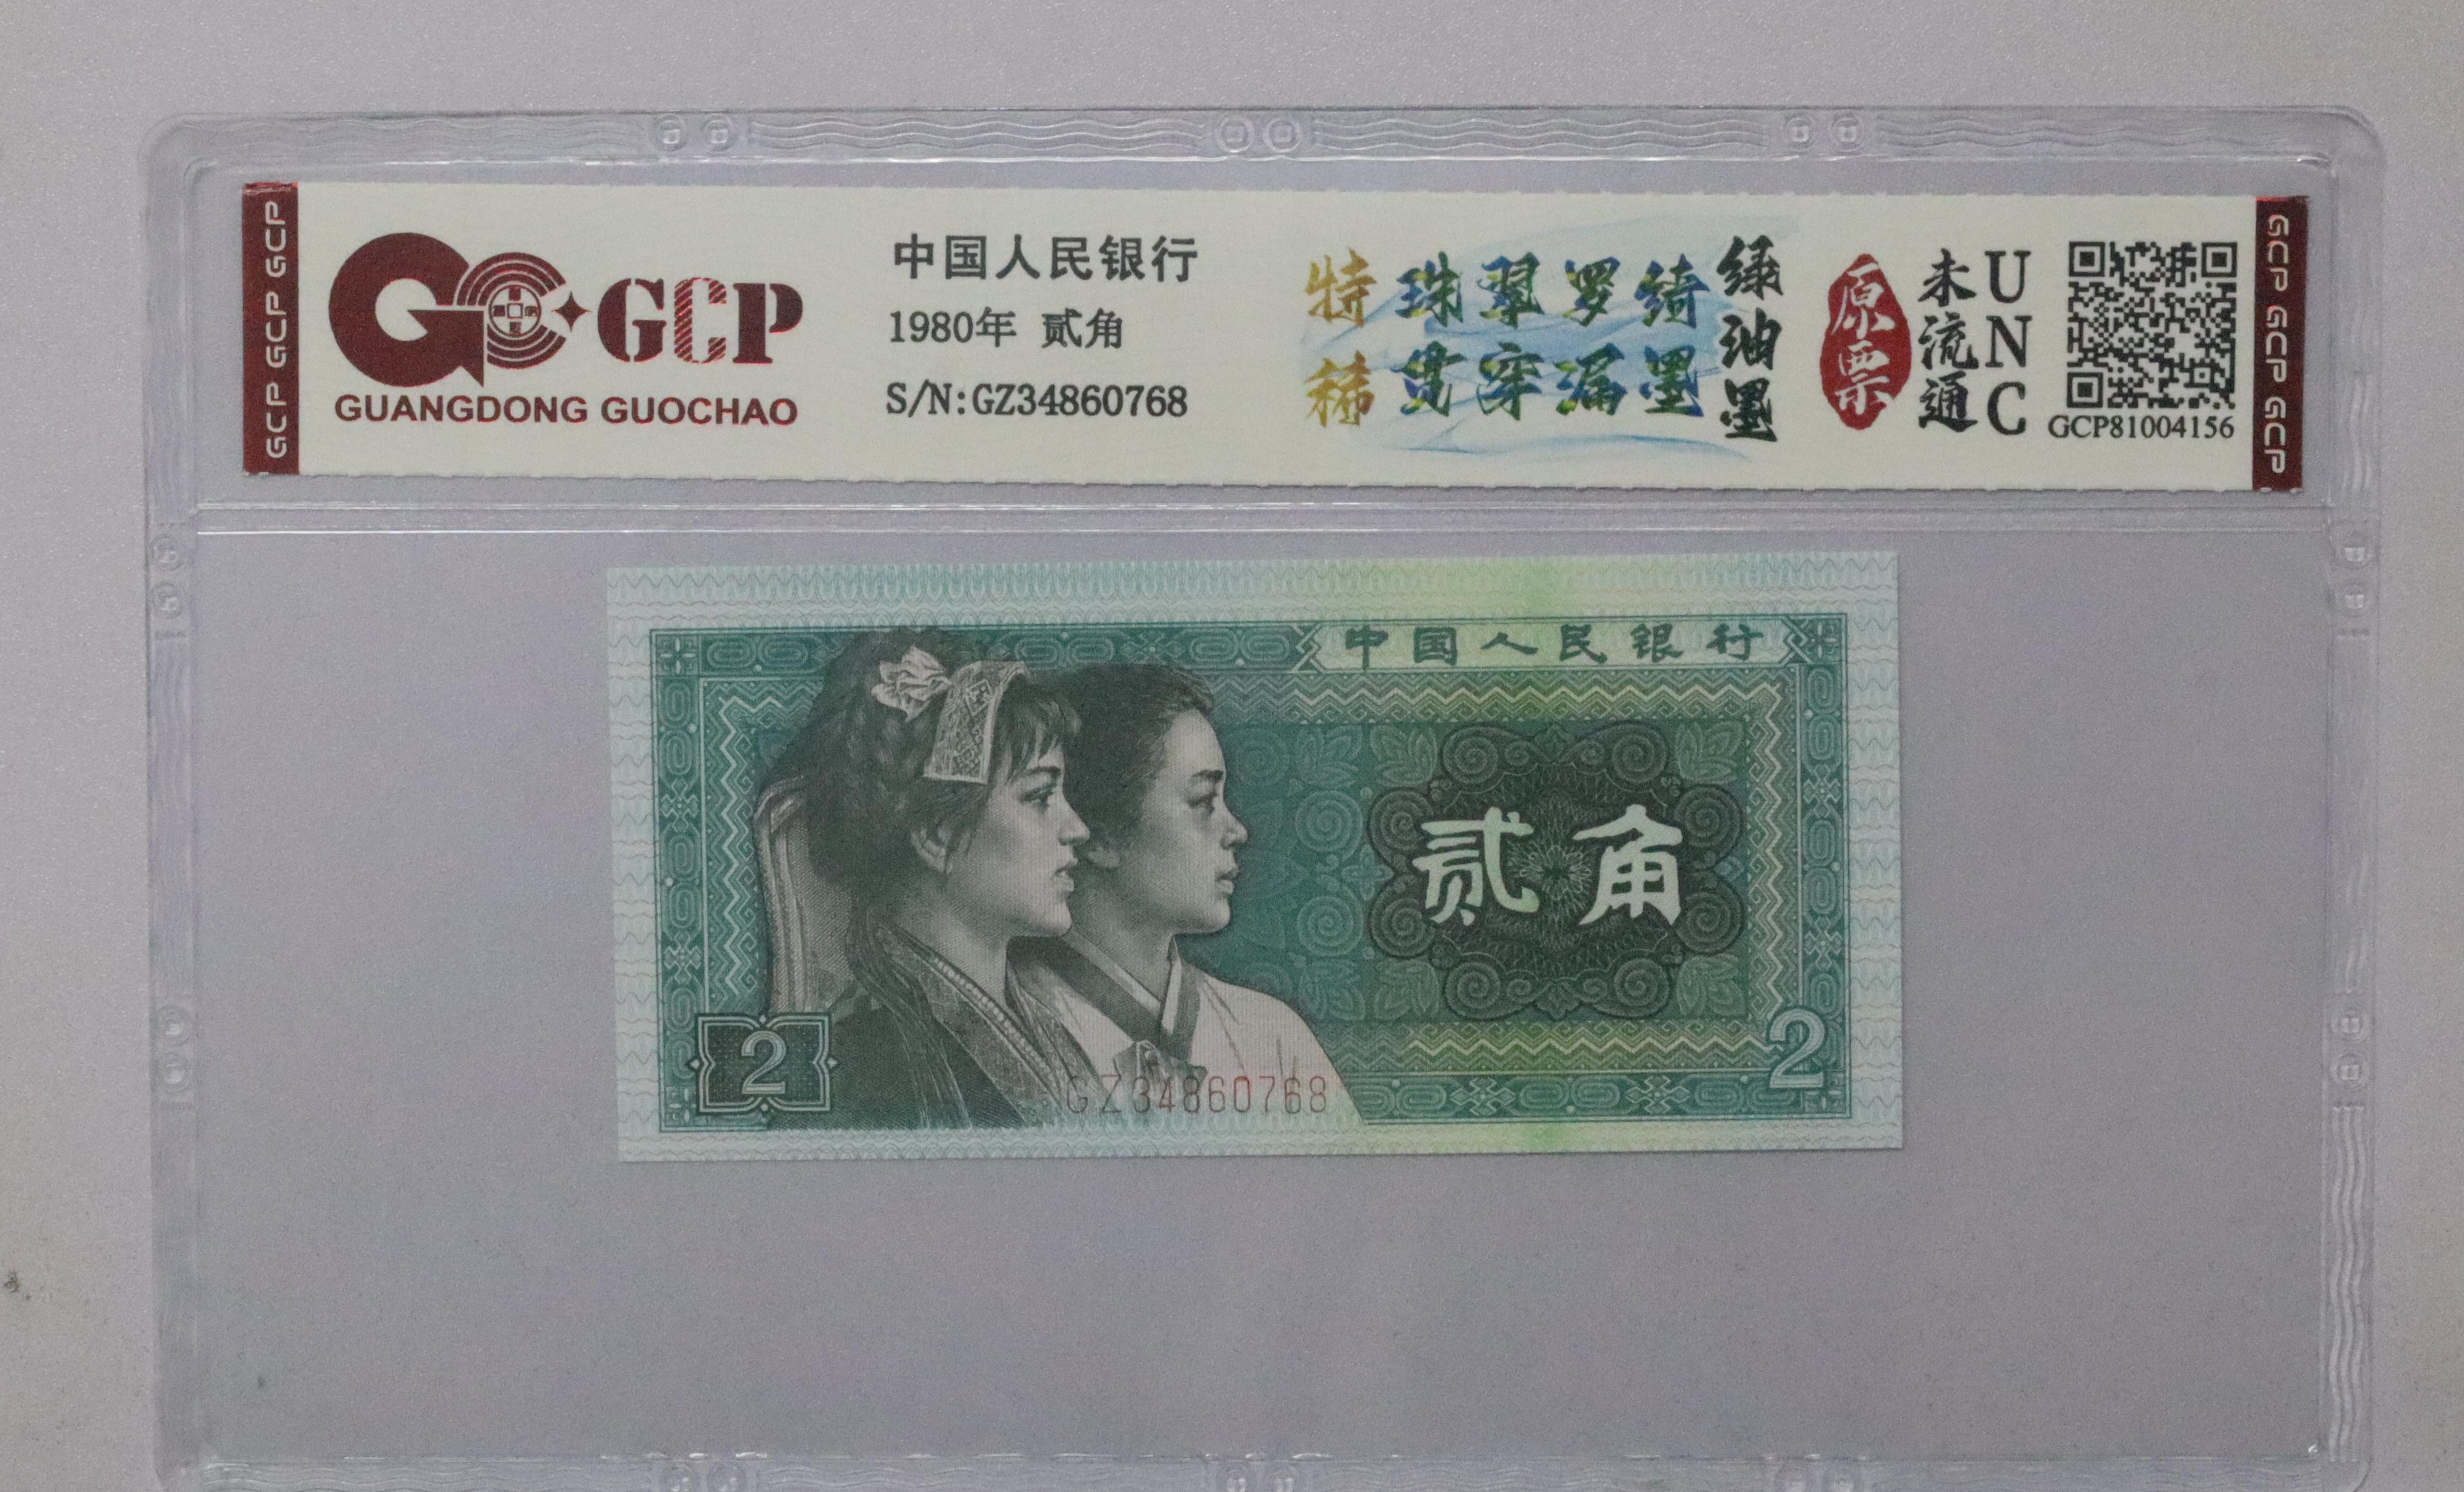 GCP GCP GCP
GCP
GUANGDONG GUOCHAO
中国人民银行
1980年 贰角
S/N:GZ34860768
特稀
珠翠罗绮
贯穿漏墨
绿油墨
原票
未流通
UNC
GCP81004156
GCP GCP GCP
中国人民银行
贰角
2
GZ34860768
2